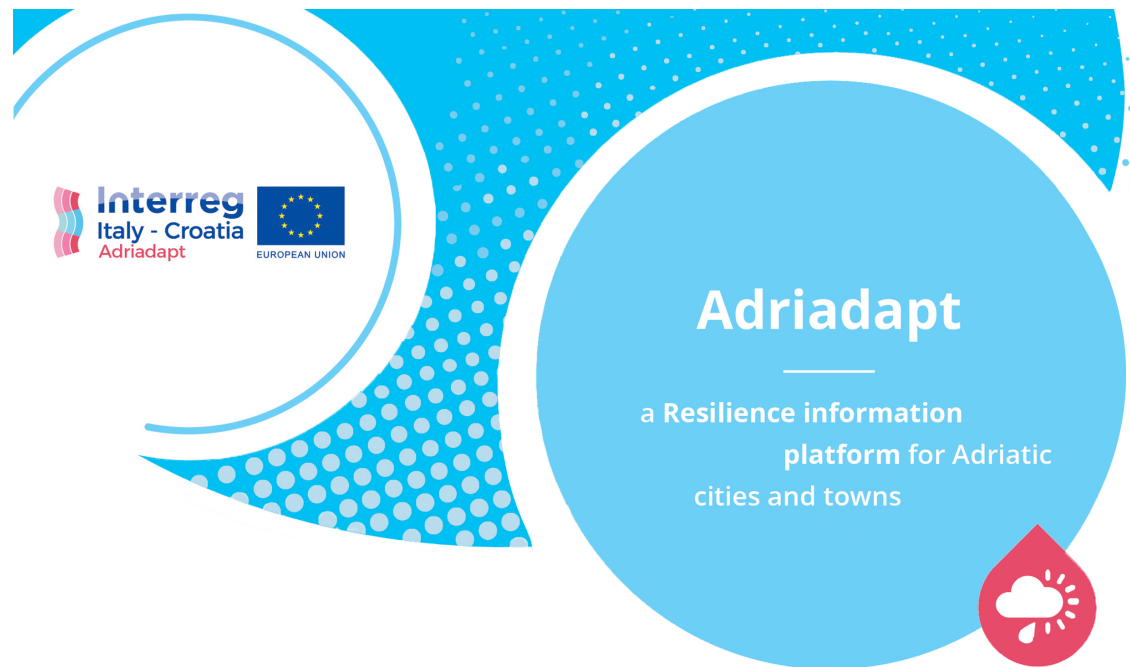 Interreg
Italy - Croatia
Adriadapt
EUROPEAN UNION
Adriadapt
a Resilience information
platform for Adriatic
cities and towns